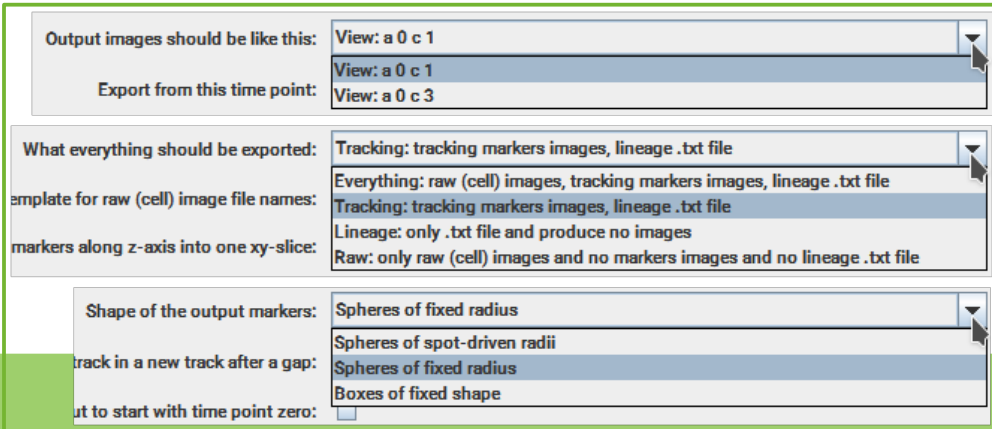 Output images should be like this: View: a 0 c 1
View: a 0 c 1
Export from this time point: View: a 0 c 3
What everything should be exported: Tracking: tracking markers images, lineage .txt file
Everything: raw (cell) images, tracking markers images, lineage .txt file
emplate for raw (cell) image file names: Tracking: tracking markers images, lineage .txt file
Lineage: only .txt file and produce no images
markers along z-axis into one xy-slice: Raw: only raw (cell) images and no markers images and no lineage .txt file
Shape of the output markers: Spheres of fixed radius
Spheres of spot-driven radii
track in a new track after a gap: Spheres of fixed radius
Boxes of fixed shape
ut to start with time point zero: